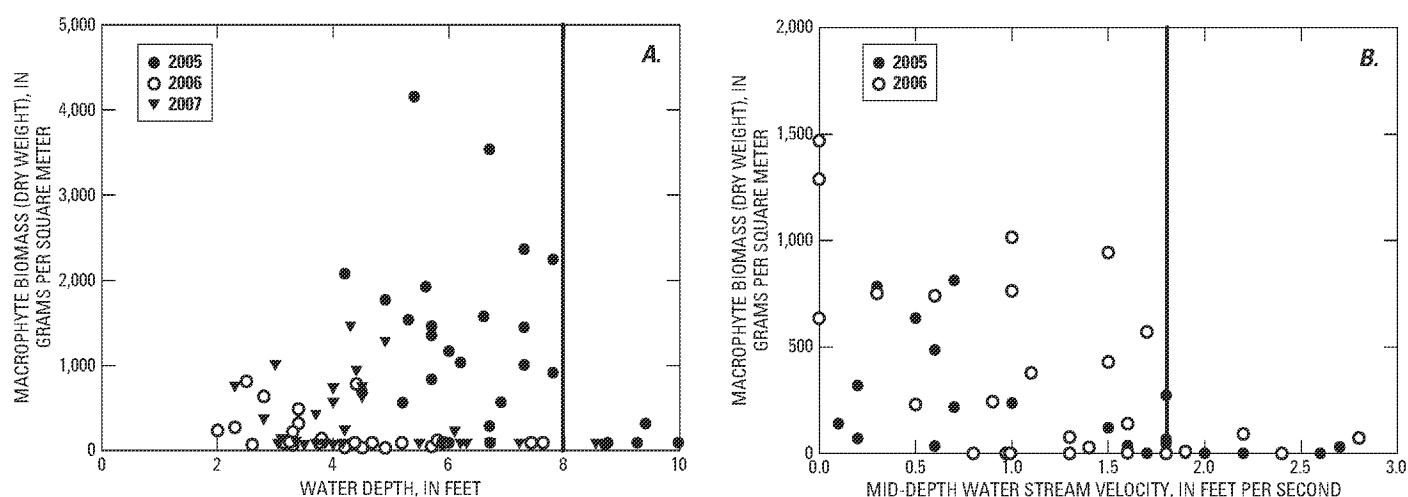 5,000
4,000
3,000
2,000
1,000
0
MACROPHYTE BIOMASS (DRY WEIGHT), IN
GRAMS PER SQUARE METER
2005
2006
2007
A.
0 2 4 6 8 10
WATER DEPTH, IN FEET
2,000
1,500
1,000
500
0
MACROPHYTE BIOMASS (DRY WEIGHT), IN
GRAMS PER SQUARE METER
2005
2006
B.
0.0 0.5 1.0 1.5 2.0 2.5 3.0
MID-DEPTH WATER STREAM VELOCITY, IN FEET PER SECOND